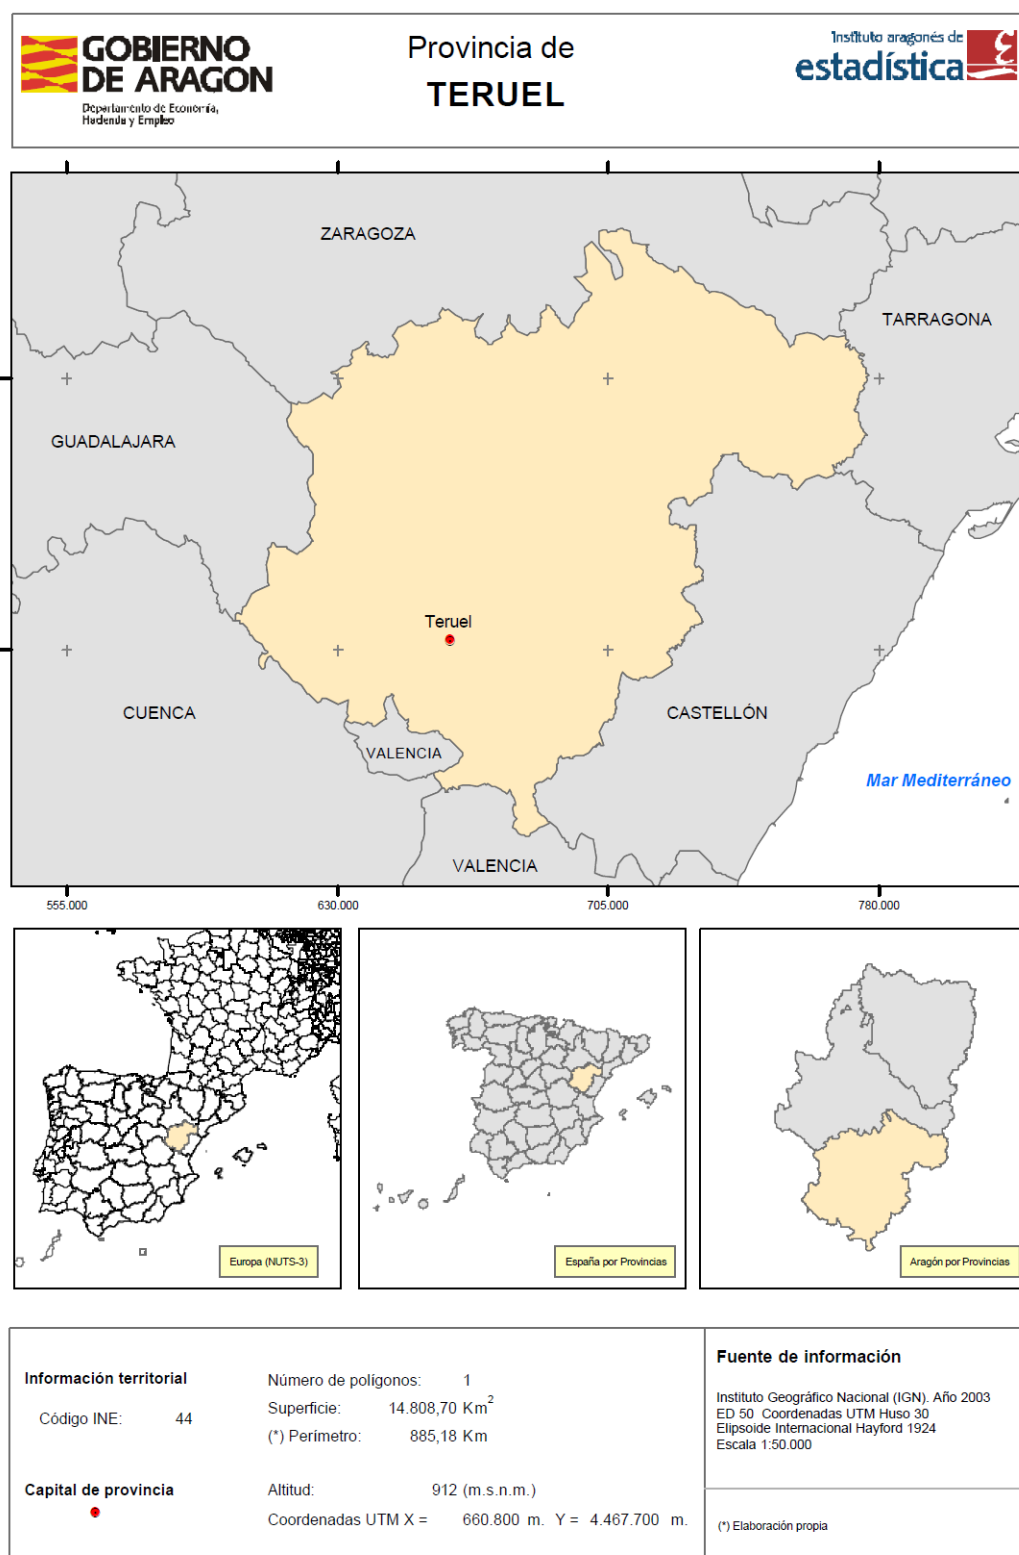 GOBIERNO
DE ARAGON
Departamento de Economía,
Hacienda y Empleo
Provincia de
TERUEL
Instituto aragonés de
estadística
ZARAGOZA
TARRAGONA
GUADALAJARA
Teruel
CUENCA
CASTELLÓN
VALENCIA
Mar Mediterráneo
VALENCIA
555.000 630.000 705.000 780.000
Europa (NUTS-3)
España por Provincias
Aragón por Provincias
Información territorial
Código INE: 44
Capital de provincia
Número de polígonos: 1
Superficie: 14.808,70 Km²
(*) Perímetro: 885,18 Km
Altitud: 912 (m.s.n.m.)
Coordenadas UTM X = 660.800 m. Y = 4.467.700 m.
Fuente de información
Instituto Geográfico Nacional (IGN). Año 2003
ED 50 Coordenadas UTM Huso 30
Elipsoide Internacional Hayford 1924
Escala 1:50.000
(*) Elaboración propia